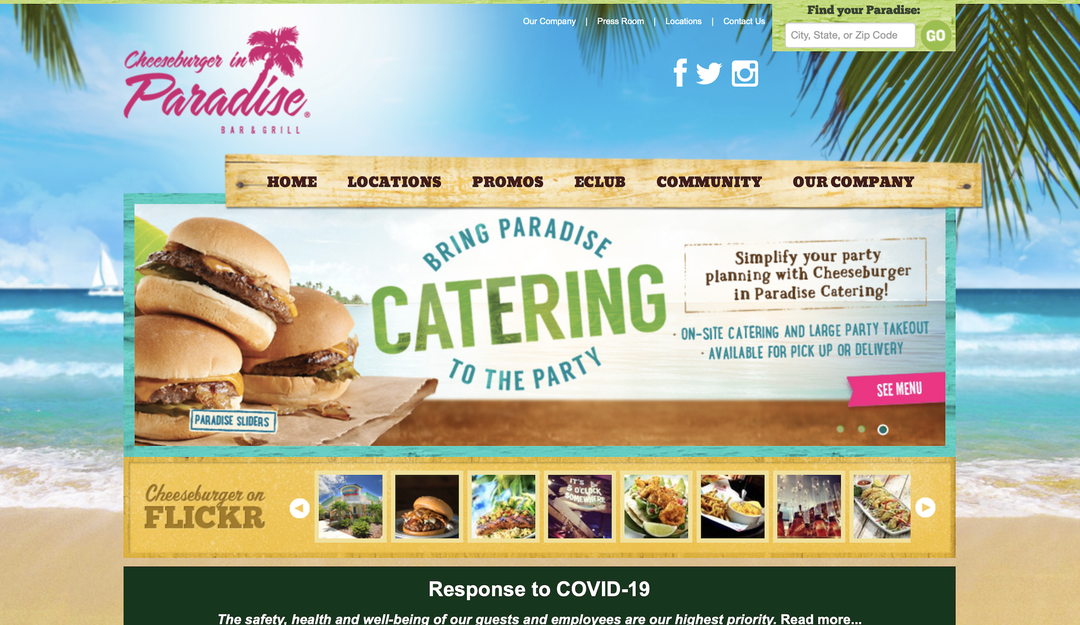 Our Company | Press Room | Locations | Contact Us
Find your Paradise:
City, State, or Zip Code
GO
Cheeseburger in
Paradise®
BAR & GRILL
HOME LOCATIONS PROMOS ECLUB COMMUNITY OUR COMPANY
BRING PARADISE
CATERING
TO THE PARTY
Simplify your party
planning with Cheeseburger
in Paradise Catering!
· ON-SITE CATERING AND LARGE PARTY TAKEOUT
· AVAILABLE FOR PICK UP OR DELIVERY
SEE MENU
PARADISE SLIDERS
Cheeseburger on
FLICKR
IT'S
5 O'CLOCK
SOMEWHERE
Response to COVID-19
The safety, health and well-being of our guests and employees are our highest priority. Read more...